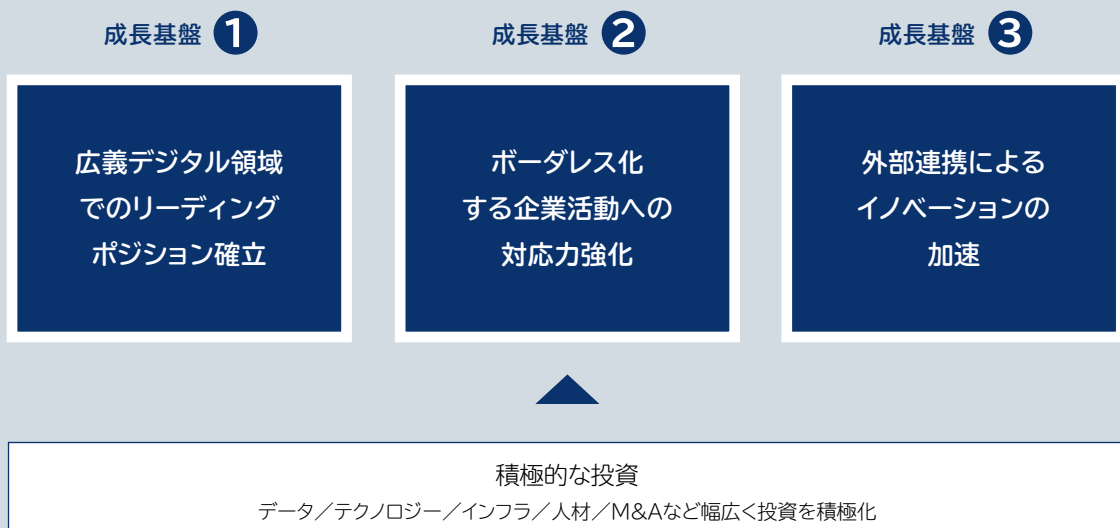 成長基盤 1
成長基盤 2
成長基盤 3
広義デジタル領域
でのリーディング
ポジション確立
ボーダレス化
する企業活動への
対応力強化
外部連携による
イノベーションの
加速
積極的な投資
データ／テクノロジー／インフラ／人材／M&Aなど幅広く投資を積極化